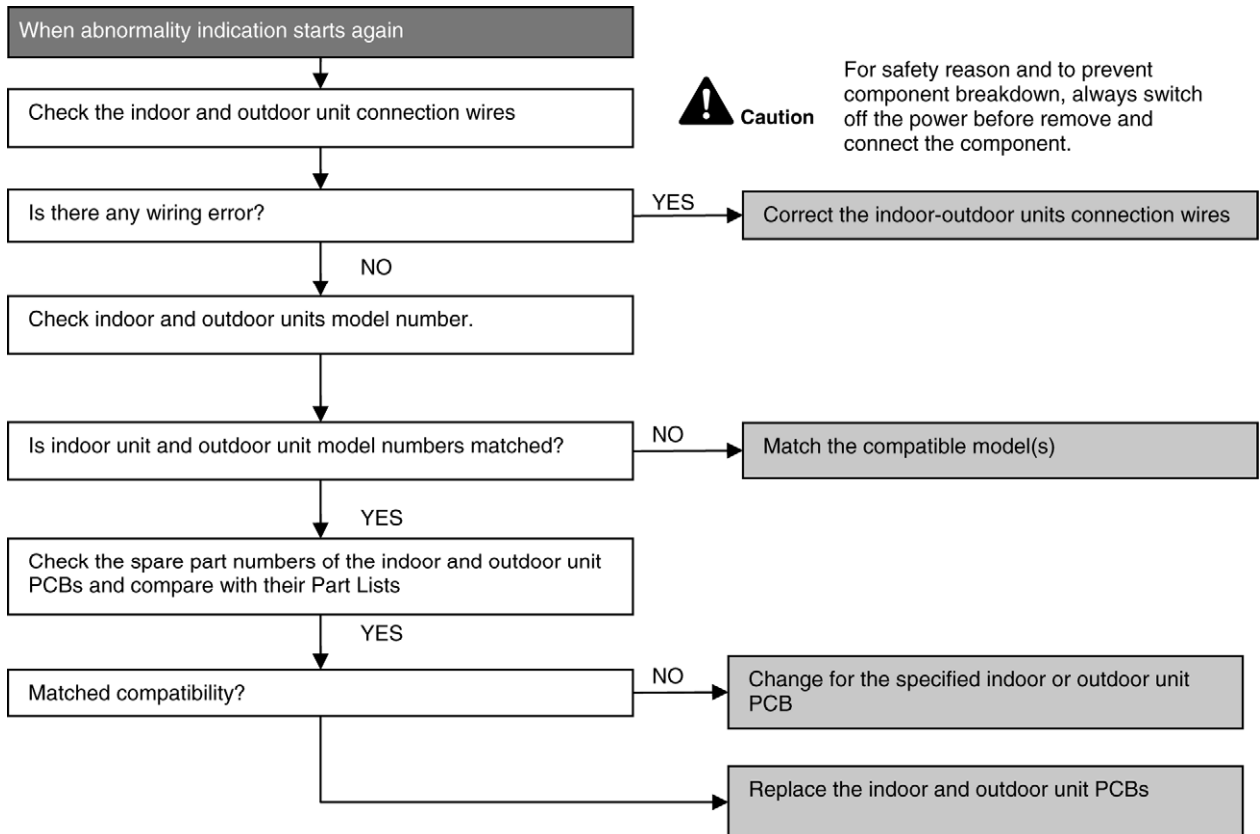 When abnormality indication starts again
Check the indoor and outdoor unit connection wires
Caution
For safety reason and to prevent
component breakdown, always switch
off the power before remove and
connect the component.
Is there any wiring error?
YES
Correct the indoor-outdoor units connection wires
NO
Check indoor and outdoor units model number.
Is indoor unit and outdoor unit model numbers matched?
NO
Match the compatible model(s)
YES
Check the spare part numbers of the indoor and outdoor unit
PCBs and compare with their Part Lists
YES
Matched compatibility?
NO
Change for the specified indoor or outdoor unit
PCB
Replace the indoor and outdoor unit PCBs